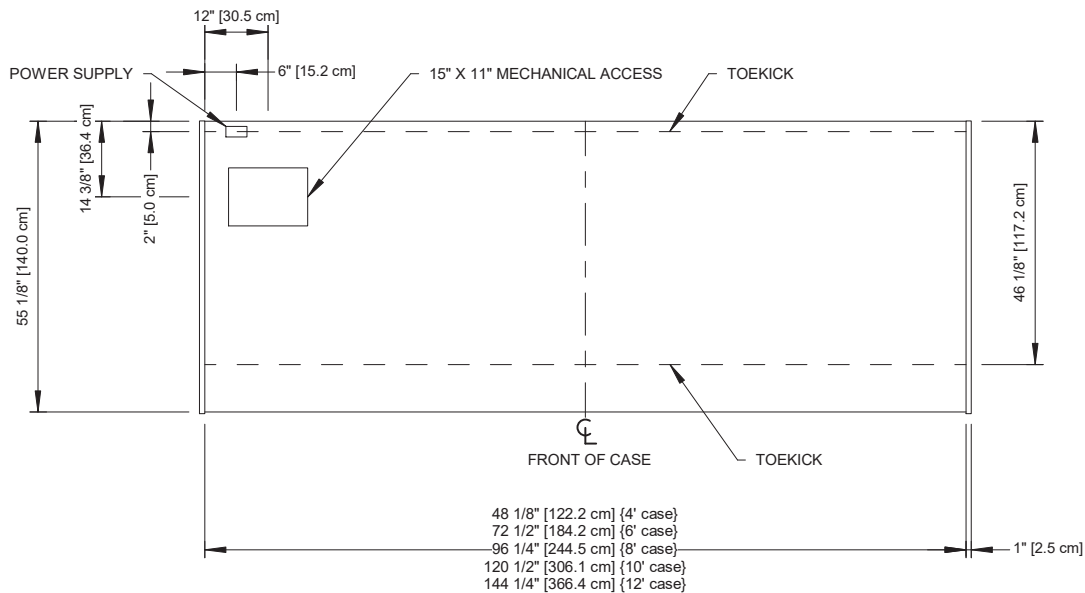 12" [30.5 cm]
POWER SUPPLY
6" [15.2 cm]
15" X 11" MECHANICAL ACCESS
TOEKICK
14 3/8" [36.4 cm]
2" [5.0 cm]
55 1/8" [140.0 cm]
46 1/8" [117.2 cm]
CL
FRONT OF CASE
TOEKICK
48 1/8" [122.2 cm] {4' case}
72 1/2" [184.2 cm] {6' case}
96 1/4" [244.5 cm] {8' case}
120 1/2" [306.1 cm] {10' case}
144 1/4" [366.4 cm] {12' case}
1" [2.5 cm]